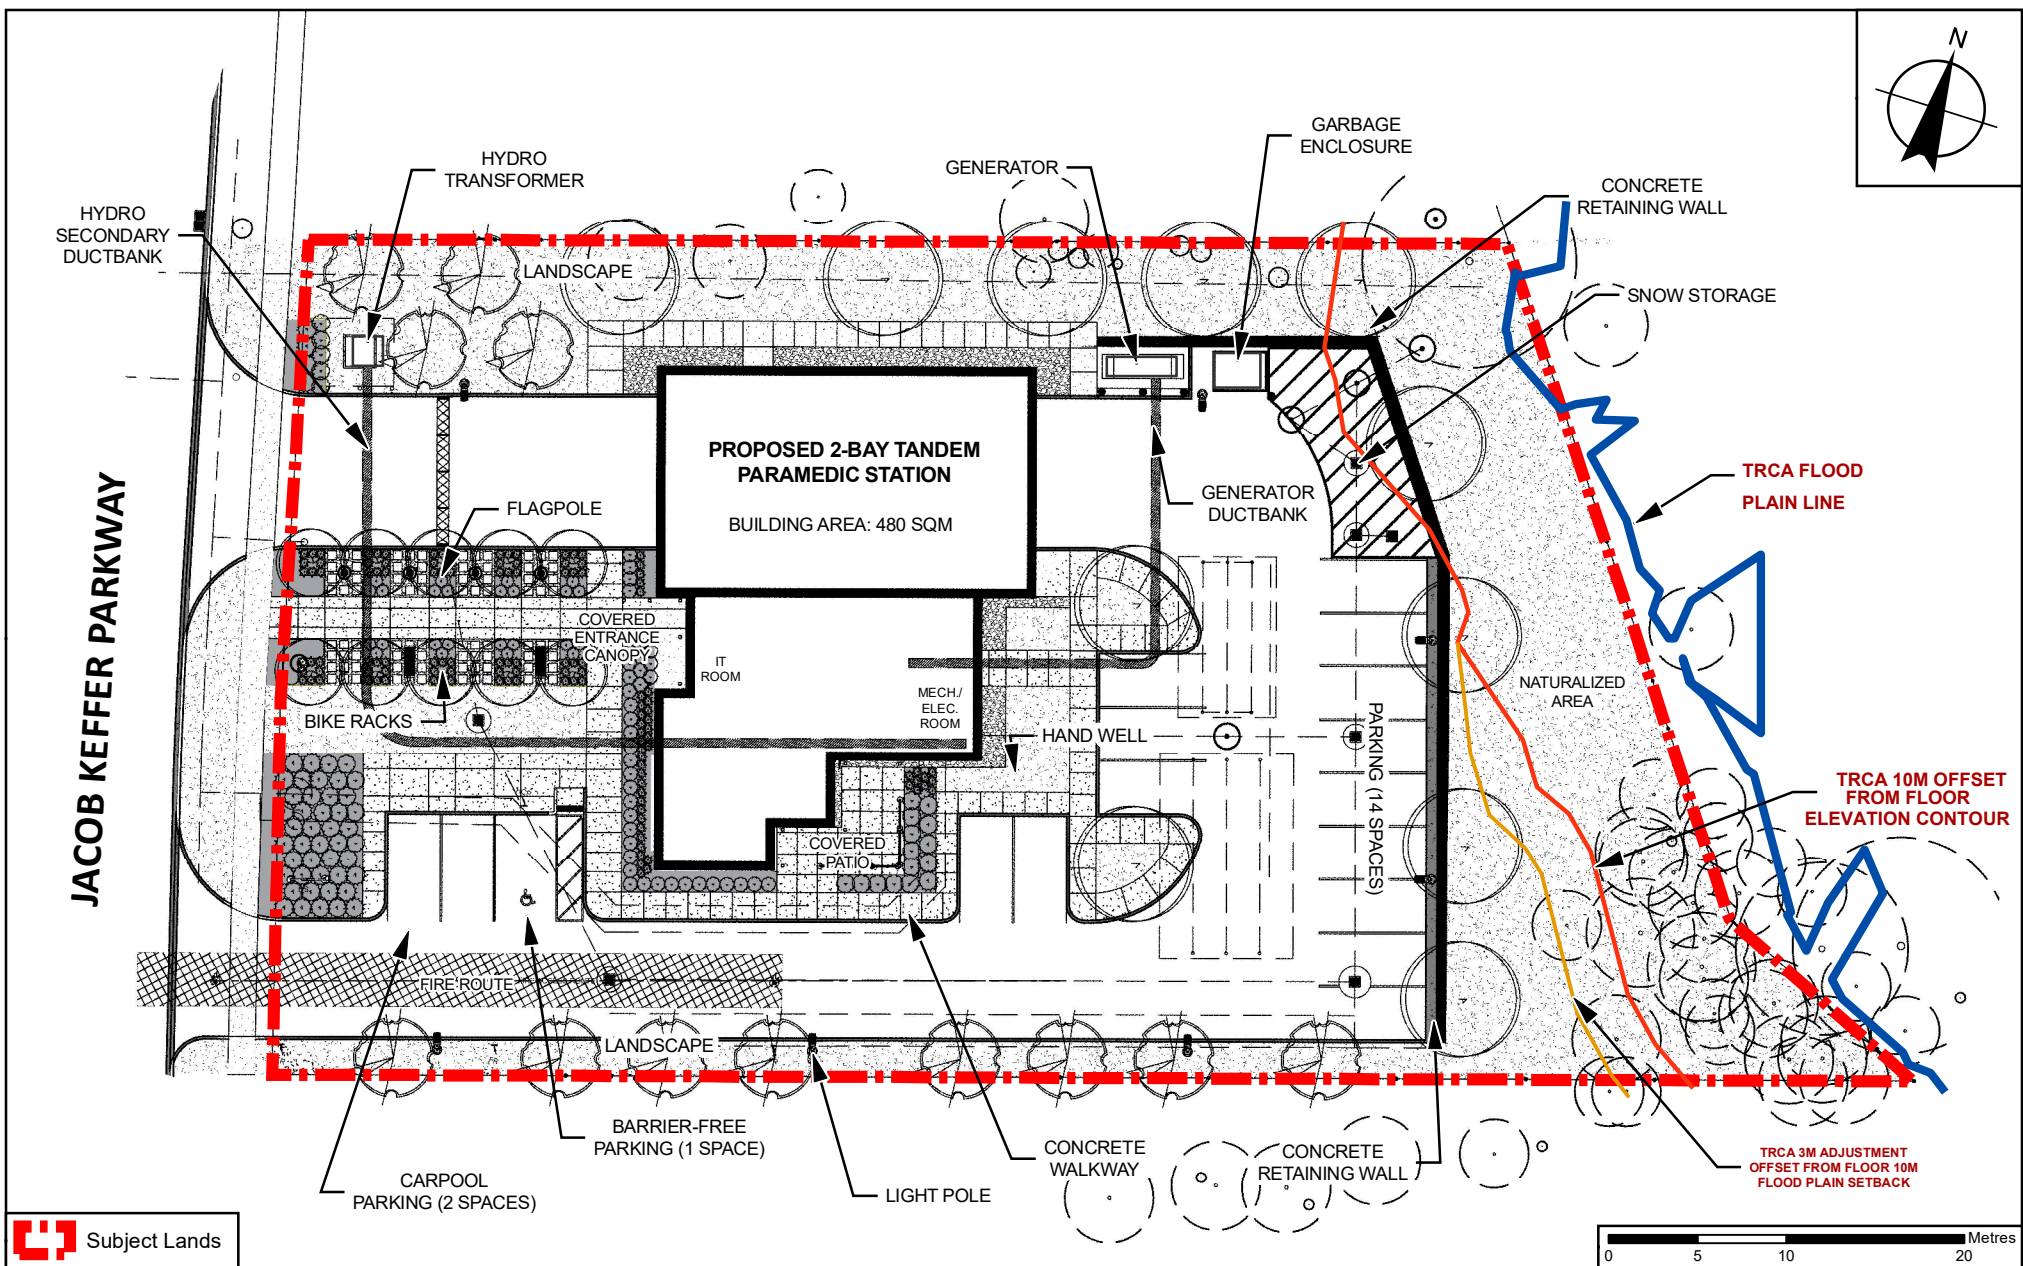 N
GARBAGE
ENCLOSURE
HYDRO
TRANSFORMER
GENERATOR
CONCRETE
RETAINING WALL
HYDRO
SECONDARY
DUCTBANK
LANDSCAPE
SNOW STORAGE
PROPOSED 2-BAY TANDEM
PARAMEDIC STATION
BUILDING AREA: 480 SQM
TRCA FLOOD
PLAIN LINE
GENERATOR
DUCTBANK
FLAGPOLE
JACOB KEFFER PARKWAY
COVERED
ENTRANCE
CANOPY
IT
ROOM
MECH./
ELEC.
ROOM
NATURALIZED
AREA
BIKE RACKS
HAND WELL
PARKING (14 SPACES)
TRCA 10M OFFSET
FROM FLOOR
ELEVATION CONTOUR
COVERED
PATIO
FIRE ROUTE
LANDSCAPE
BARRIER-FREE
PARKING (1 SPACE)
CARPOOL
PARKING (2 SPACES)
LIGHT POLE
CONCRETE
WALKWAY
CONCRETE
RETAINING WALL
TRCA 3M ADJUSTMENT
OFFSET FROM FLOOR 10M
FLOOD PLAIN SETBACK
Subject Lands
Metres
0 5 10 20